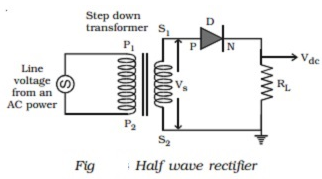 Step down
transformer
S1
D
P1
P
N
Vdc
Line
voltage
from an
AC power
S
Vs
RL
P2
S2
Fig : Half wave rectifier